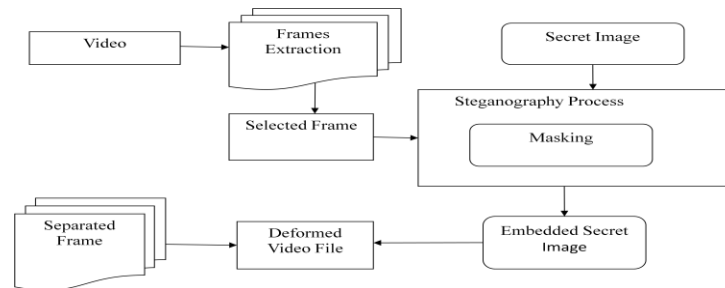 Video
Frames
Extraction
Secret Image
Selected Frame
Steganography Process
Masking
Separated
Frame
Deformed
Video File
Embedded Secret
Image